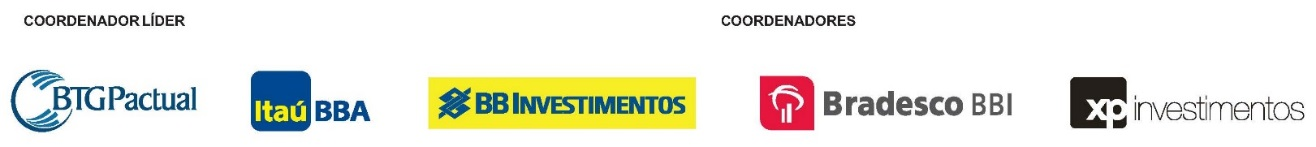 COORDENADOR LÍDER
COORDENADORES
BTGPactual
Itaú BBA
BB INVESTIMENTOS
Bradesco BBI
xp investimentos